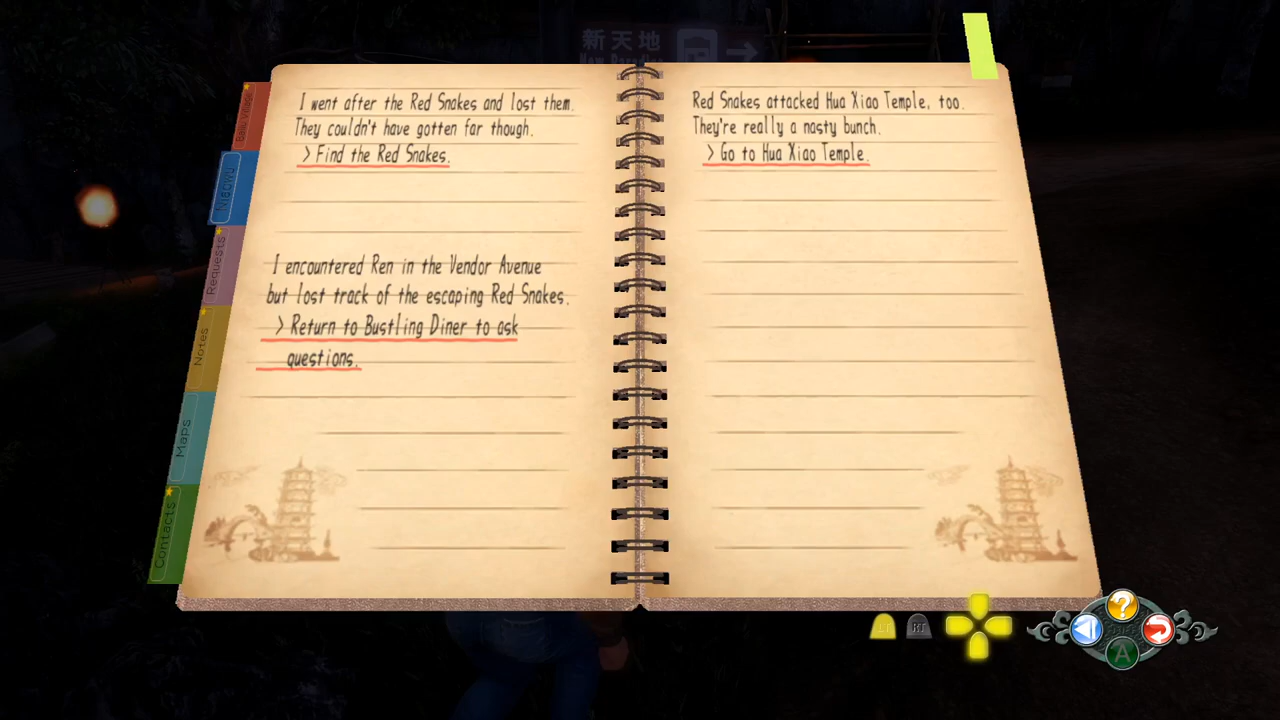 新天地
I went after the Red Snakes and lost them.
They couldn't have gotten far though.
> Find the Red Snakes.
I encountered Ren in the Vendor Avenue
but lost track of the escaping Red Snakes.
> Return to Bustling Diner to ask
questions.
Red Snakes attacked Hua Xiao Temple, too.
They're really a nasty bunch.
> Go to Hua Xiao Temple.
Niaowu
Requests
Notes
Maps
Contacts
LT
RT
?
A